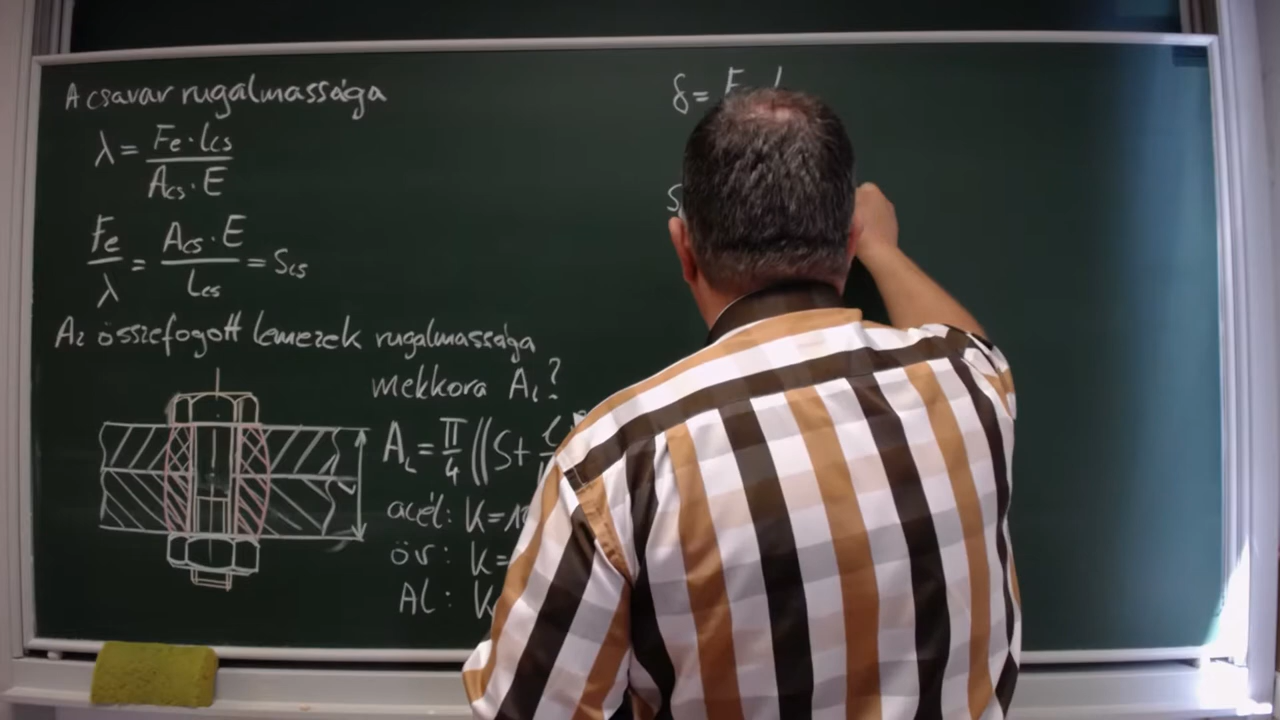 A csavar rugalmassága
λ = Fe · lcs / Acs · E
Fe / λ = Acs · E / lcs = Scs
Az összefogott lemezek rugalmassága
mekkora AL?
AL = π/4 ((S +
acél: K=1
öv: K=
Al: K
δ = F
S